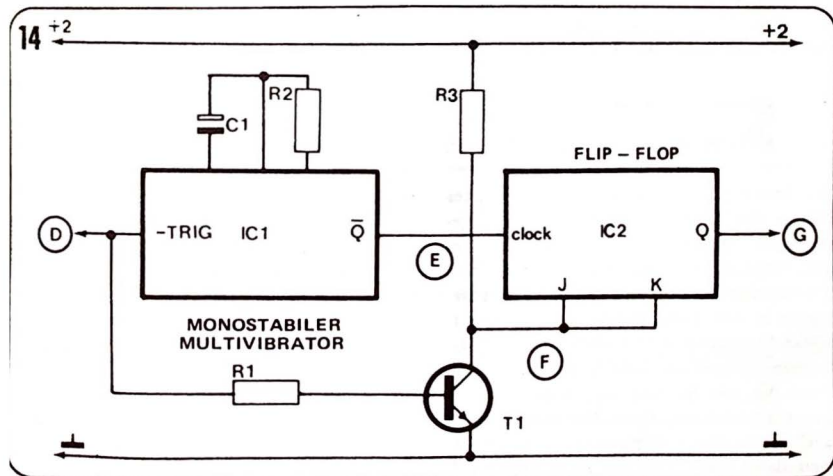 14 +2 +2
R2 R3
C1
FLIP – FLOP
D -TRIG IC1 Q̅ clock IC2 Q G
E
J K
MONOSTABILER
MULTIVIBRATOR
F
R1
T1